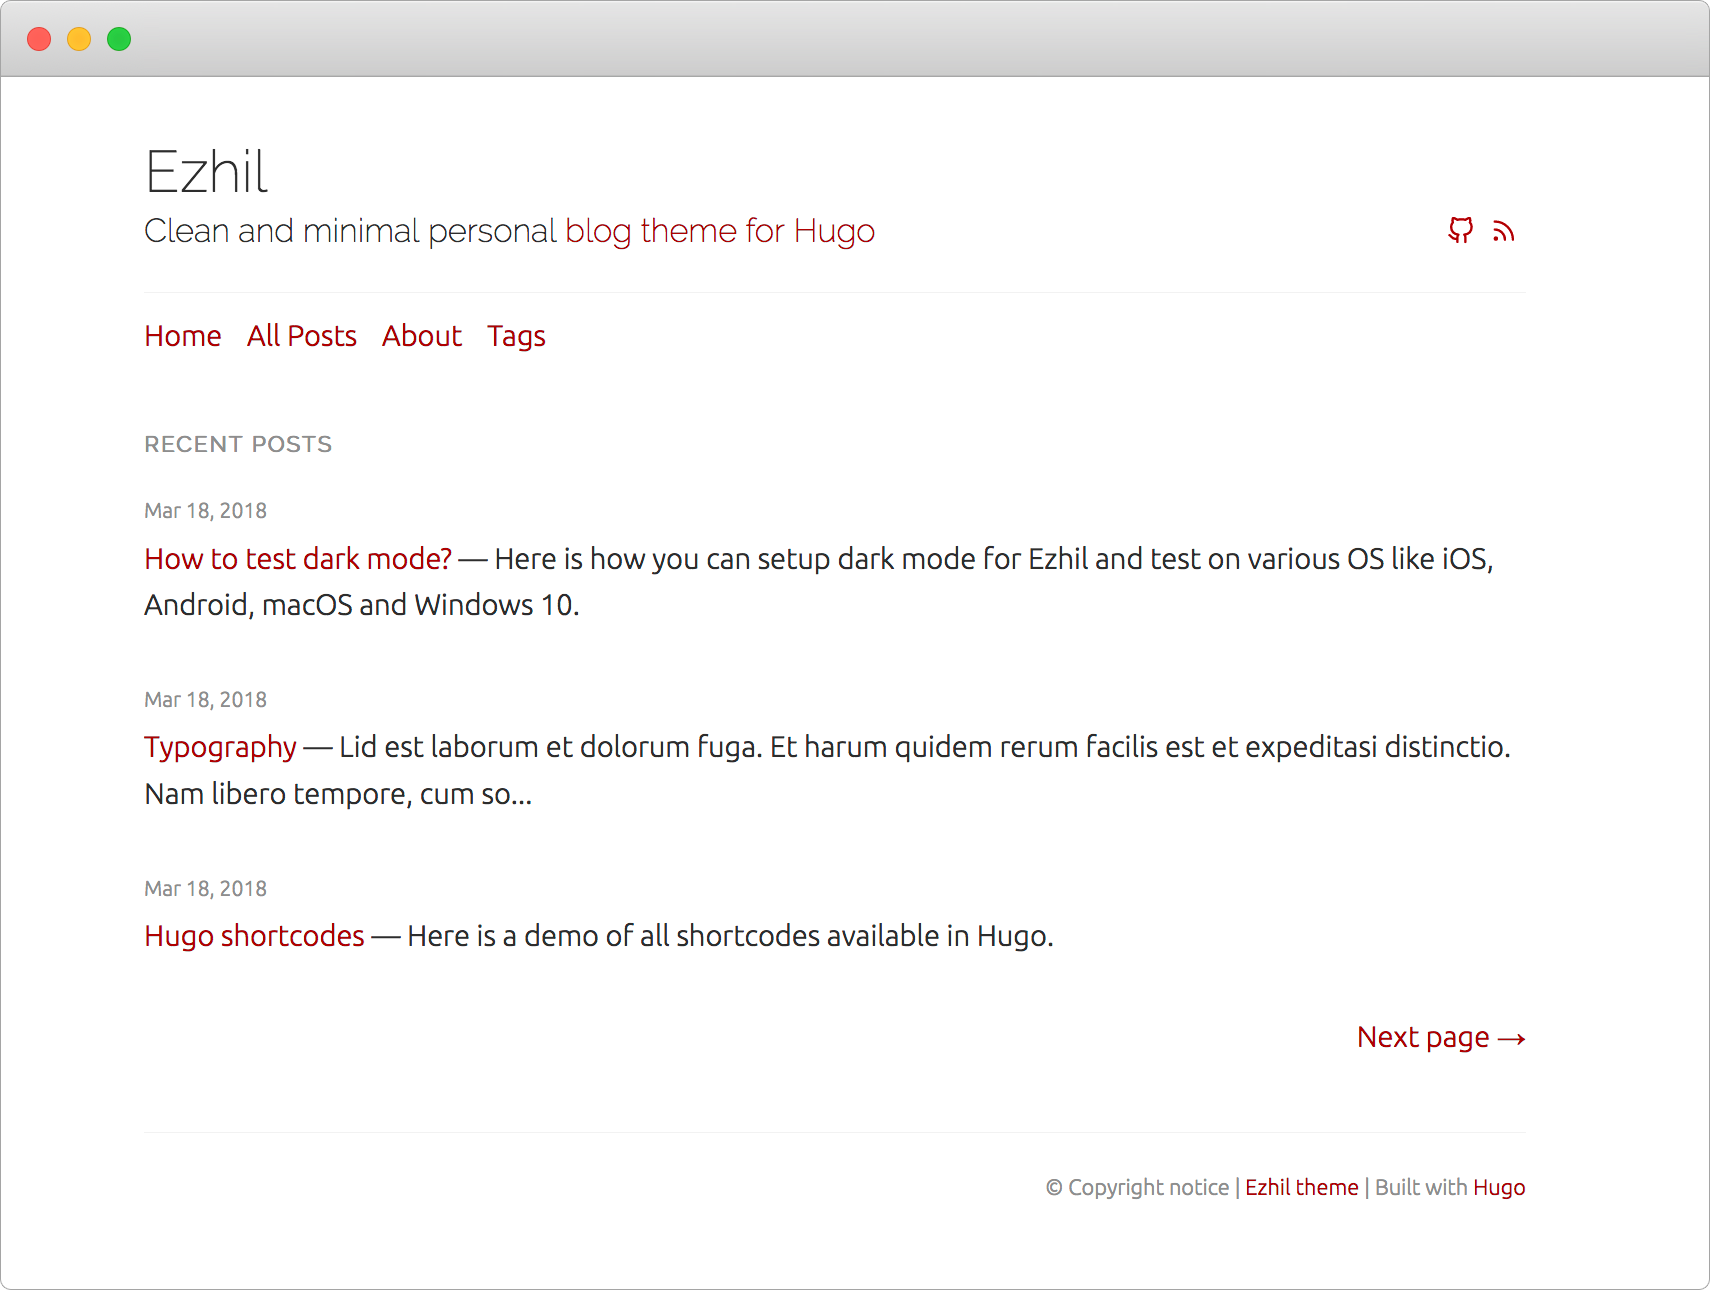 Ezhil
Clean and minimal personal blog theme for Hugo
Home All Posts About Tags
RECENT POSTS
Mar 18, 2018
How to test dark mode? — Here is how you can setup dark mode for Ezhil and test on various OS like iOS,
Android, macOS and Windows 10.
Mar 18, 2018
Typography — Lid est laborum et dolorum fuga. Et harum quidem rerum facilis est et expeditasi distinctio.
Nam libero tempore, cum so...
Mar 18, 2018
Hugo shortcodes — Here is a demo of all shortcodes available in Hugo.
Next page →
© Copyright notice | Ezhil theme | Built with Hugo